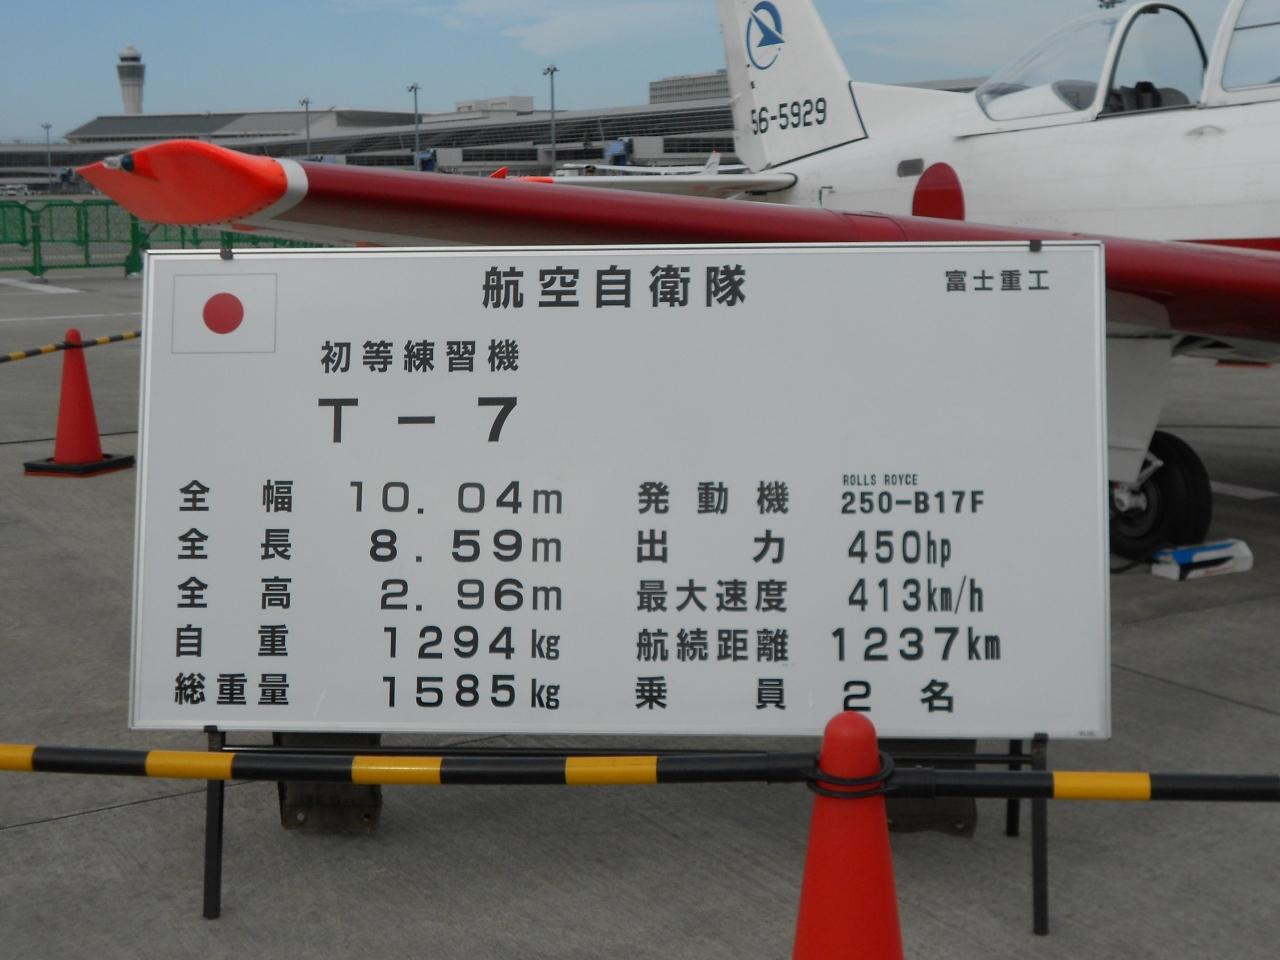 56-5929
航空自衛隊
富士重工
初等練習機
T-7
全幅 10.04m
全長 8.59m
全高 2.96m
自重 1294kg
総重量 1585kg
発動機 ROLLS ROYCE 250-B17F
出力 450hp
最大速度 413km/h
航続距離 1237km
乗員 2名